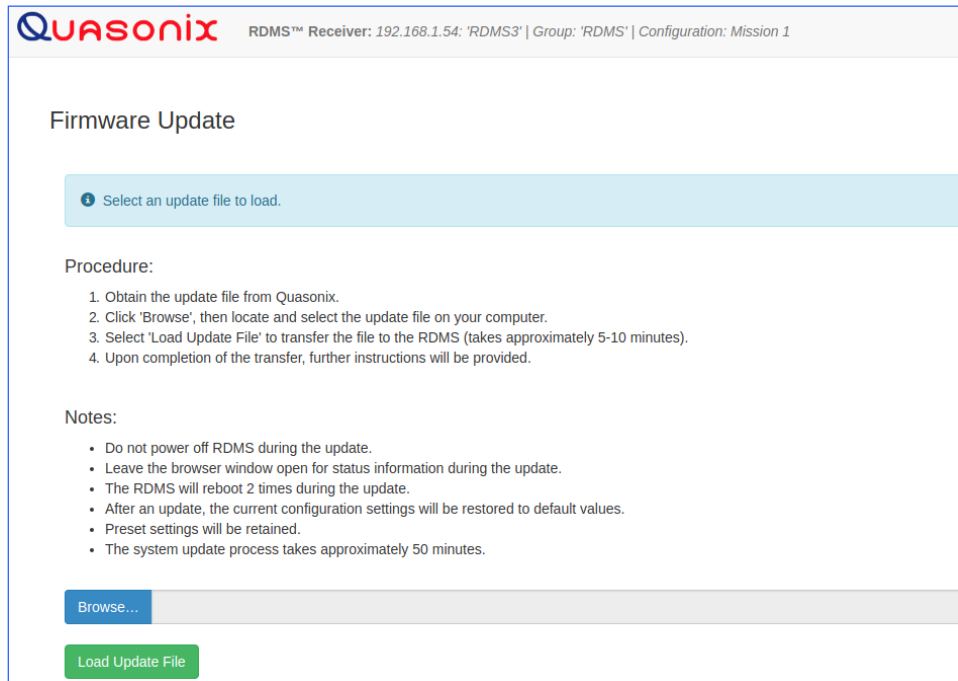 Quasonix RDMS™ Receiver: 192.168.1.54: 'RDMS3' | Group: 'RDMS' | Configuration: Mission 1
Firmware Update
Select an update file to load.
Procedure:
1. Obtain the update file from Quasonix.
2. Click 'Browse', then locate and select the update file on your computer.
3. Select 'Load Update File' to transfer the file to the RDMS (takes approximately 5-10 minutes).
4. Upon completion of the transfer, further instructions will be provided.
Notes:
• Do not power off RDMS during the update.
• Leave the browser window open for status information during the update.
• The RDMS will reboot 2 times during the update.
• After an update, the current configuration settings will be restored to default values.
• Preset settings will be retained.
• The system update process takes approximately 50 minutes.
Browse…
Load Update File